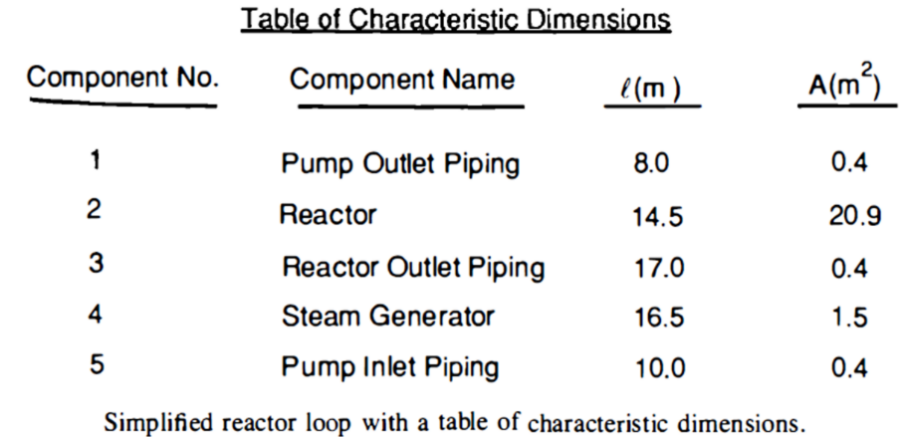 Table of Characteristic Dimensions
Component No. Component Name ℓ(m) A(m²)
1 Pump Outlet Piping 8.0 0.4
2 Reactor 14.5 20.9
3 Reactor Outlet Piping 17.0 0.4
4 Steam Generator 16.5 1.5
5 Pump Inlet Piping 10.0 0.4
Simplified reactor loop with a table of characteristic dimensions.